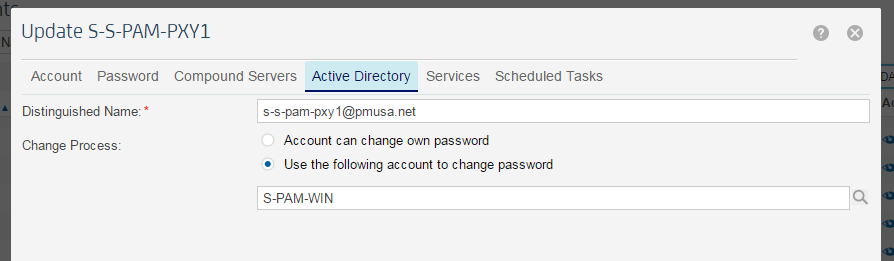 Update S-S-PAM-PXY1
Account Password Compound Servers Active Directory Services Scheduled Tasks
Distinguished Name: * s-s-pam-pxy1@pmusa.net
Change Process: Account can change own password
Use the following account to change password
S-PAM-WIN